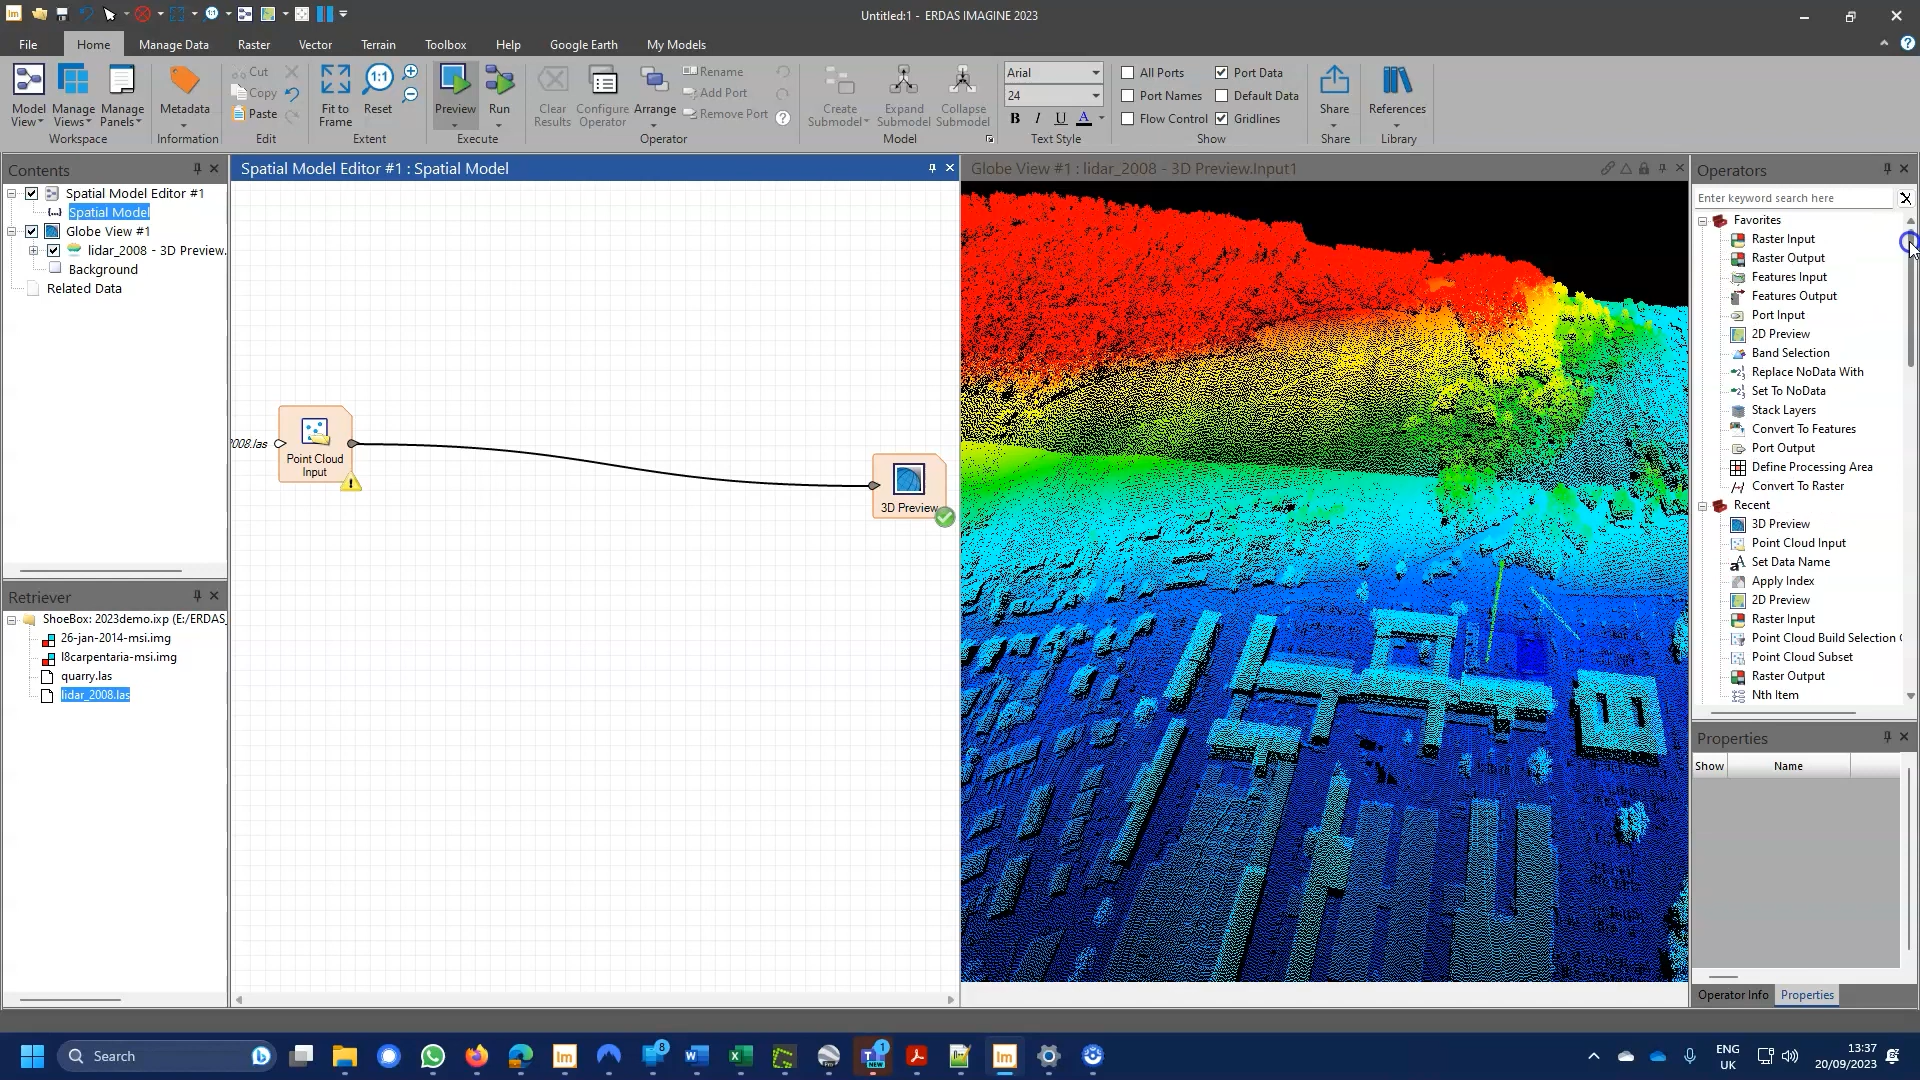 Untitled:1 - ERDAS IMAGINE 2023
File Home Manage Data Raster Vector Terrain Toolbox Help Google Earth My Models
Model View Manage Views Manage Panels
Workspace
Metadata
Information
Cut
Copy
Paste
Edit
Fit to Frame
1:1
Reset
Extent
Preview
Run
Execute
Clear Results
Configure Operator
Arrange
Rename
Add Port
Remove Port
Operator
Create Submodel
Expand Submodel
Collapse Submodel
Model
Arial
24
B I U A
Text Style
All Ports Port Data
Port Names Default Data
Flow Control Gridlines
Show
Share
Share
References
Library
Contents
Spatial Model Editor #1
Spatial Model
Globe View #1
lidar_2008 - 3D Preview.
Background
Related Data
Retriever
ShoeBox: 2023demo.ixp (E:/ERDAS_
26-jan-2014-msi.img
l8carpentaria-msi.img
quarry.las
lidar_2008.las
Spatial Model Editor #1 : Spatial Model
2008.las
Point Cloud
Input
3D Preview
Globe View #1 : lidar_2008 - 3D Preview.Input1
Operators
Enter keyword search here
Favorites
Raster Input
Raster Output
Features Input
Features Output
Port Input
2D Preview
Band Selection
Replace NoData With
Set To NoData
Stack Layers
Convert To Features
Port Output
Define Processing Area
Convert To Raster
Recent
3D Preview
Point Cloud Input
Set Data Name
Apply Index
2D Preview
Raster Input
Point Cloud Build Selection
Point Cloud Subset
Raster Output
Nth Item
Properties
Show Name
Operator Info Properties
Search
8
1
NEW
ENG
UK
13:37
20/09/2023